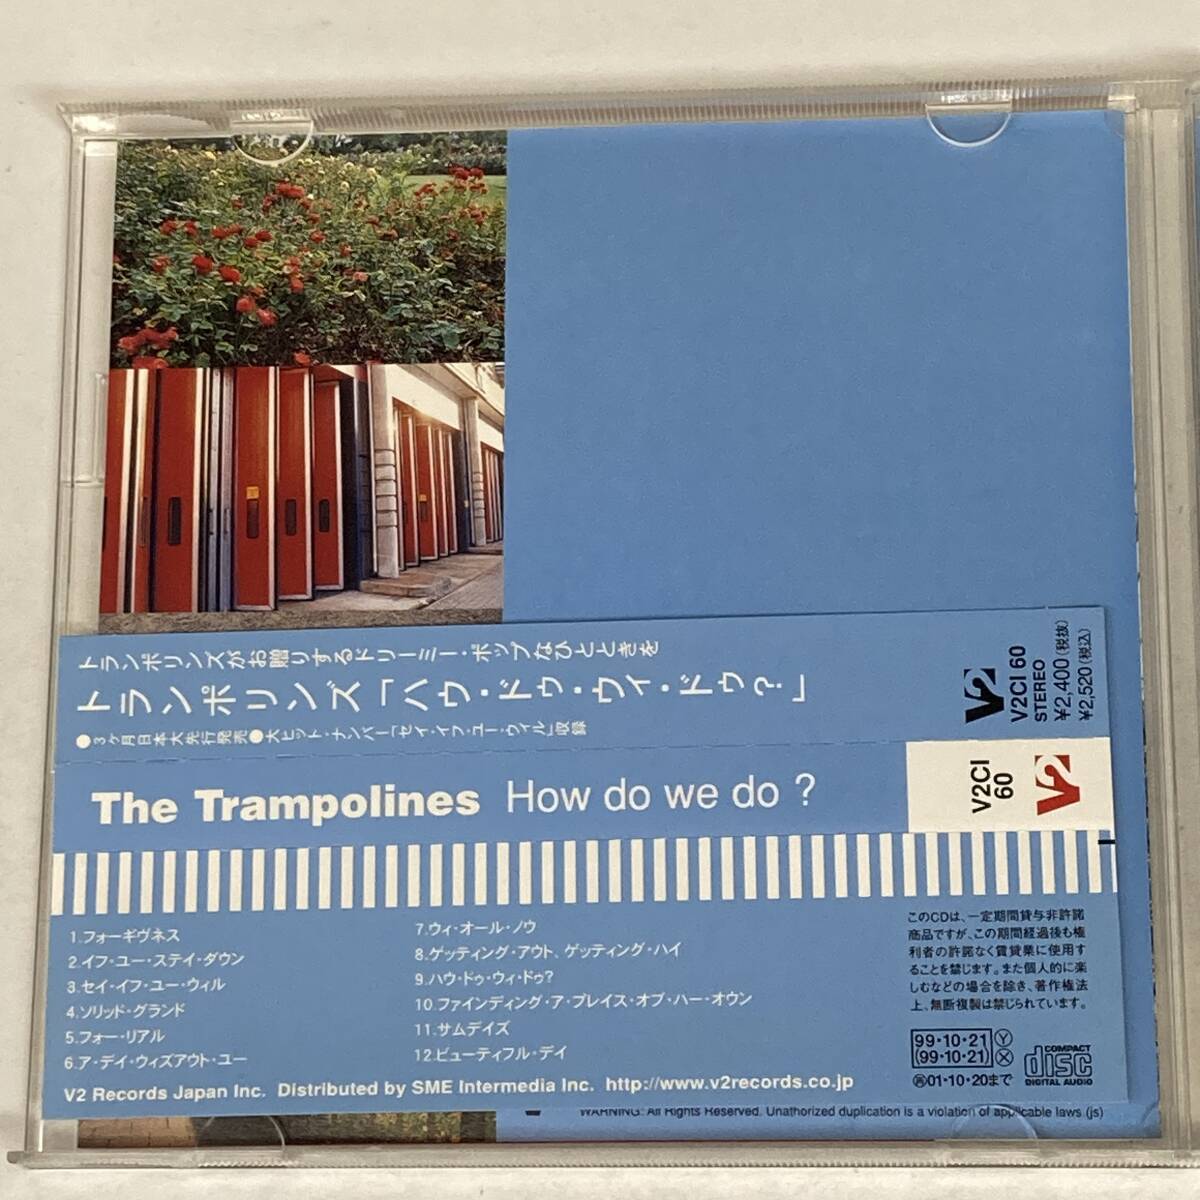 トランポリンズがお贈りするドリーミー・ポップなひとときを
トランポリンズ「ハウ・ドゥ・ウィ・ドゥ?」
●3ヶ月日本大先行発売●大ヒット・ナンバー「セイ・イフ・ユー・ウィル」収録
V2
V2CI 60
STEREO
¥2,400(税抜)
¥2,520(税込)
The Trampolines How do we do ?
V2CI
60
V2
1.フォーギヴネス
2.イフ・ユー・ステイ・ダウン
3.セイ・イフ・ユー・ウィル
4.ソリッド・グランド
5.フォー・リアル
6.ア・デイ・ウィズアウト・ユー
7.ウィ・オール・ノウ
8.ゲッティング・アウト、ゲッティング・ハイ
9.ハウ・ドゥ・ウィ・ドゥ?
10.ファインディング・ア・プレイス・オブ・ハー・オウン
11.サムデイズ
12.ビューティフル・デイ
このCDは、一定期間貸与非許諾
商品ですが、この期間経過後も権
利者の許諾なく賃貸業に使用す
ることを禁じます。また個人的に楽
しむなどの場合を除き、著作権法
上、無断複製は禁じられています。
99・10・21 Ⓨ
(99・10・21) Ⓧ
01・10・20まで
COMPACT
disc
DIGITAL AUDIO
V2 Records Japan Inc. Distributed by SME Intermedia Inc. http://www.v2records.co.jp
WARNING: All Rights Reserved. Unathorized duplication is a violation of applicable laws (js)